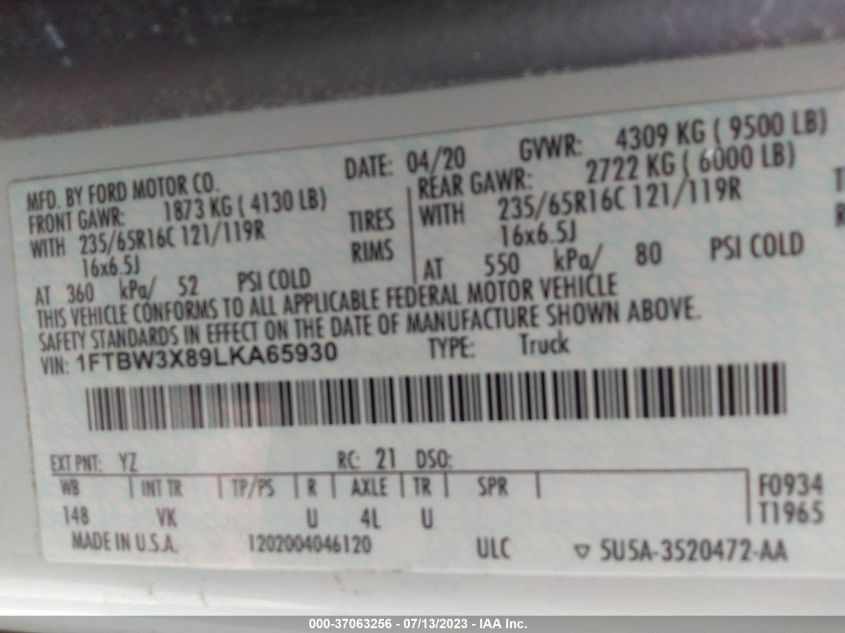 MFD. BY FORD MOTOR CO. DATE: 04/20 GVWR: 4309 KG ( 9500 LB)
FRONT GAWR: 1873 KG ( 4130 LB) REAR GAWR: 2722 KG ( 6000 LB)
WITH 235/65R16C 121/119R TIRES WITH 235/65R16C 121/119R
16x6.5J RIMS 16x6.5J
AT 360 kPa/ 52 PSI COLD AT 550 kPa/ 80 PSI COLD
THIS VEHICLE CONFORMS TO ALL APPLICABLE FEDERAL MOTOR VEHICLE
SAFETY STANDARDS IN EFFECT ON THE DATE OF MANUFACTURE SHOWN ABOVE.
VIN: 1FTBW3X89LKA65930 TYPE: Truck
EXT PNT: YZ RC: 21 DSO:
WB INT TR TP/PS R AXLE TR SPR F0934
148 VK U 4L U T1965
MADE IN U.S.A. 1202004046120 ULC ▽ 5U5A-3520472-AA
000-37063256 - 07/13/2023 - IAA Inc.